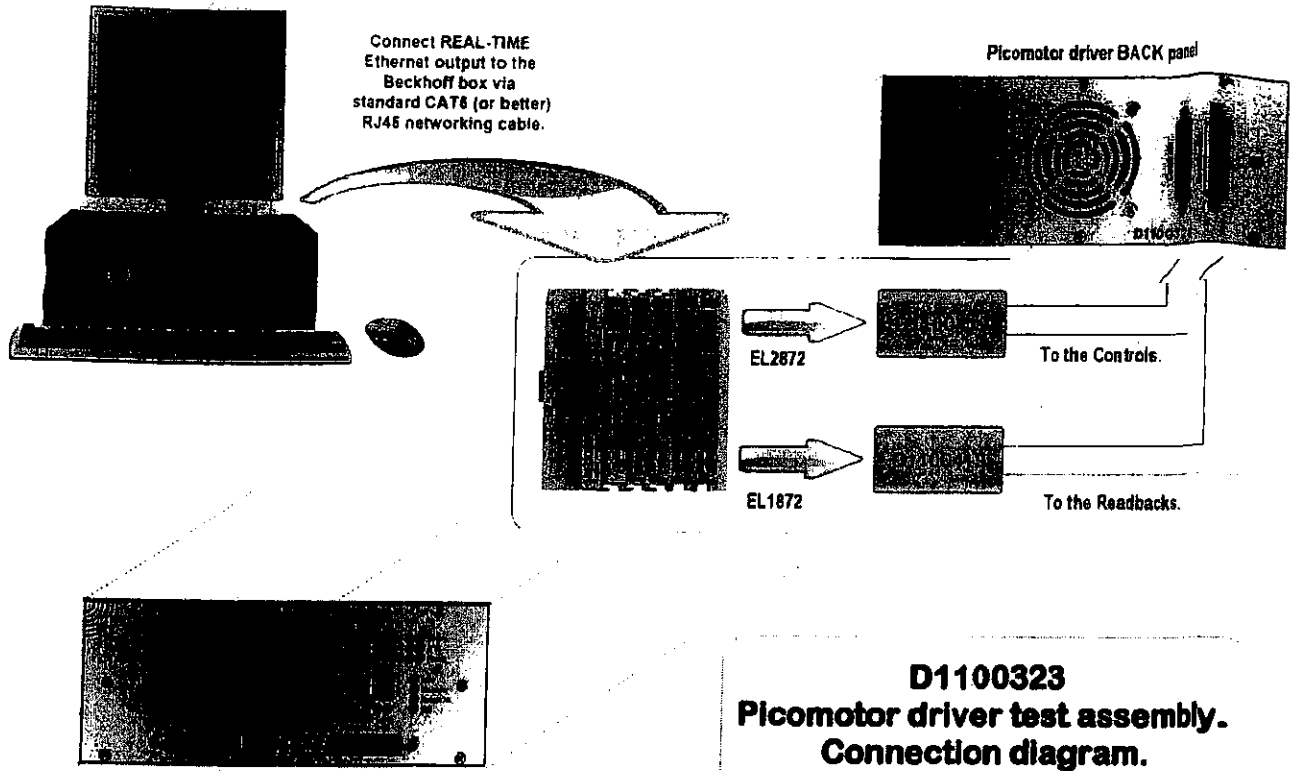 Connect REAL-TIME
Ethernet output to the
Beckhoff box via
standard CAT6 (or better)
RJ45 networking cable.
Picomotor driver BACK panel
EL2872
To the Controls.
EL1872
To the Readbacks.
D1100323
Picomotor driver test assembly.
Connection diagram.